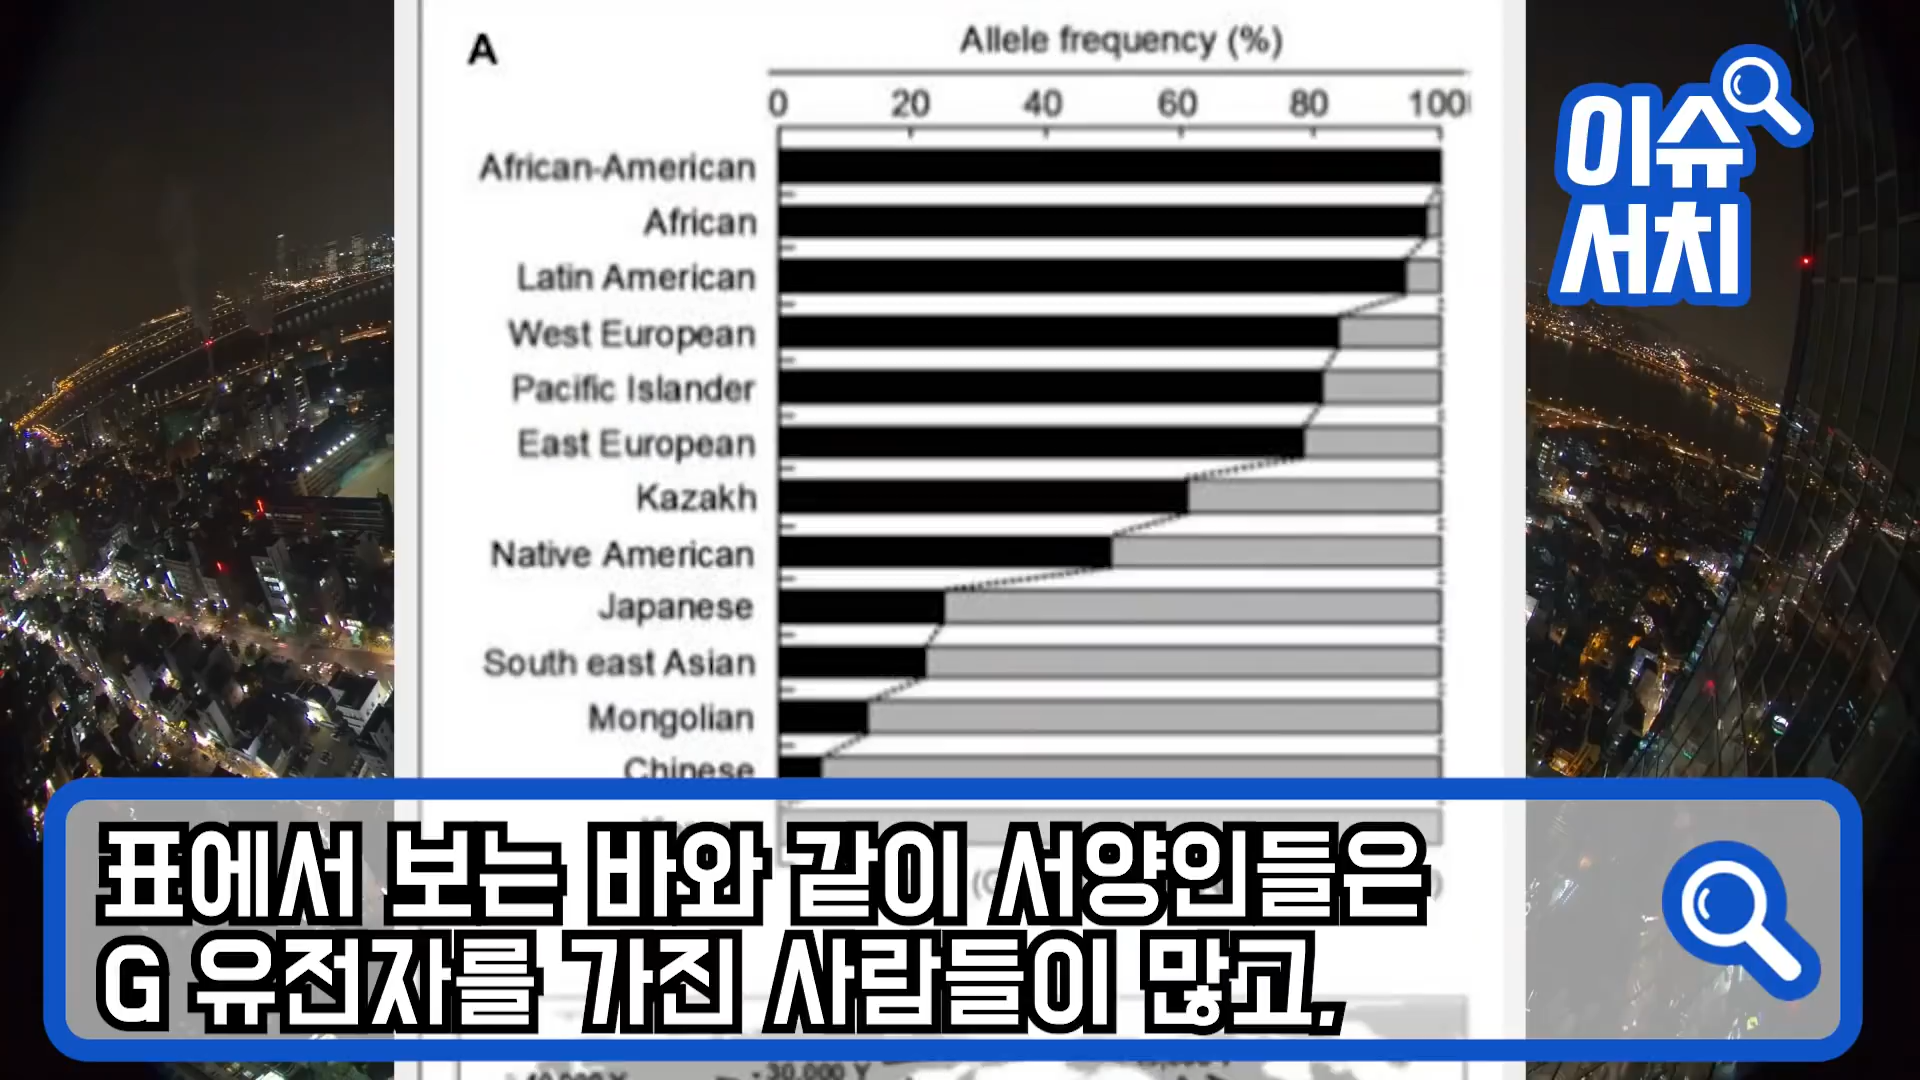 A
Allele frequency (%)
0 20 40 60 80 100
African-American
African
Latin American
West European
Pacific Islander
East European
Kazakh
Native American
Japanese
South east Asian
Mongolian
Chinese
이슈
서치
표에서 보는 바와 같이 서양인들은
G 유전자를 가진 사람들이 많고,
30,000 Y